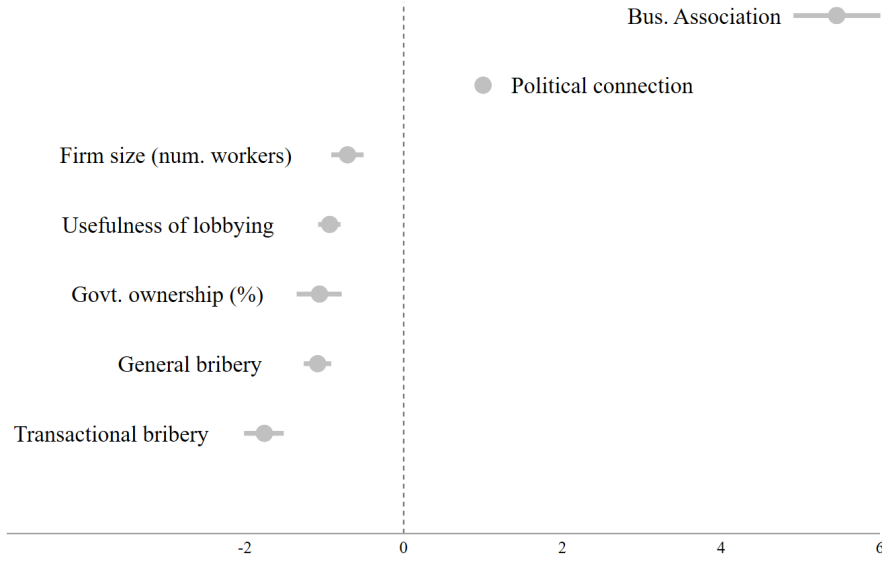 Bus. Association
Political connection
Firm size (num. workers)
Usefulness of lobbying
Govt. ownership (%)
General bribery
Transactional bribery
-2 0 2 4 6